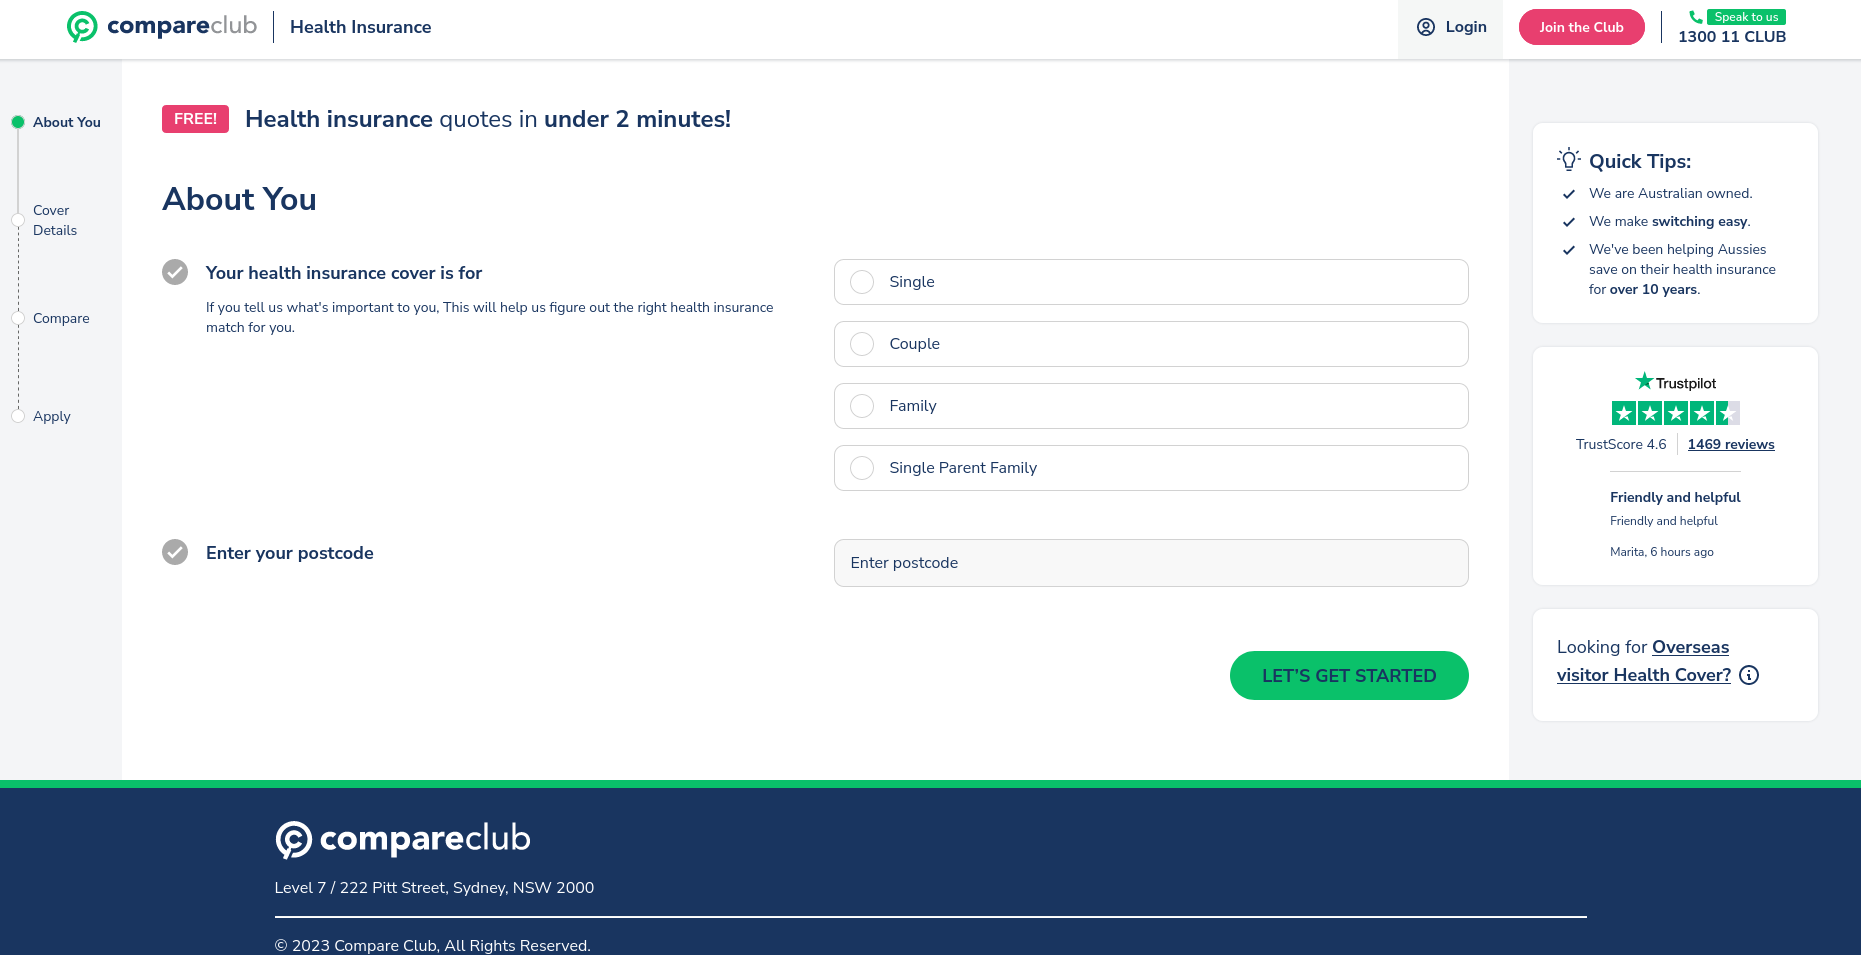 compareclub
Health Insurance
Login
Join the Club
Speak to us
1300 11 CLUB
About You
Cover
Details
Compare
Apply
FREE!
Health insurance quotes in under 2 minutes!
About You
Your health insurance cover is for
If you tell us what's important to you, This will help us figure out the right health insurance
match for you.
Single
Couple
Family
Single Parent Family
Enter your postcode
Enter postcode
LET'S GET STARTED
Quick Tips:
We are Australian owned.
We make switching easy.
We've been helping Aussies
save on their health insurance
for over 10 years.
Trustpilot
TrustScore 4.6
1469 reviews
Friendly and helpful
Friendly and helpful
Marita, 6 hours ago
Looking for Overseas
visitor Health Cover?
compareclub
Level 7 / 222 Pitt Street, Sydney, NSW 2000
© 2023 Compare Club, All Rights Reserved.